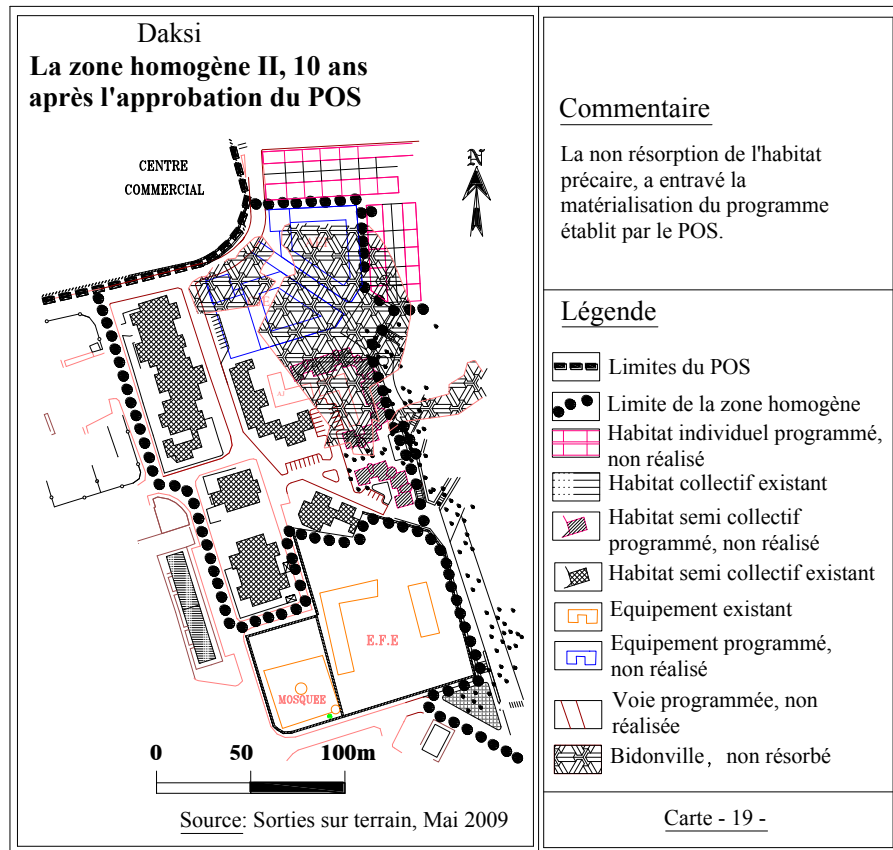 Daksi
La zone homogène II, 10 ans
après l'approbation du POS
CENTRE
COMMERCIAL
N
E.F.E
MOSQUEE
0 50 100m
Source: Sorties sur terrain, Mai 2009
Commentaire
La non résorption de l'habitat
précaire, a entravé la
matérialisation du programme
établit par le POS.
Légende
Limites du POS
Limite de la zone homogène
Habitat individuel programmé,
non réalisé
Habitat collectif existant
Habitat semi collectif
programmé, non réalisé
Habitat semi collectif existant
Equipement existant
Equipement programmé,
non réalisé
Voie programmée, non
réalisée
Bidonville, non résorbé
Carte - 19 -